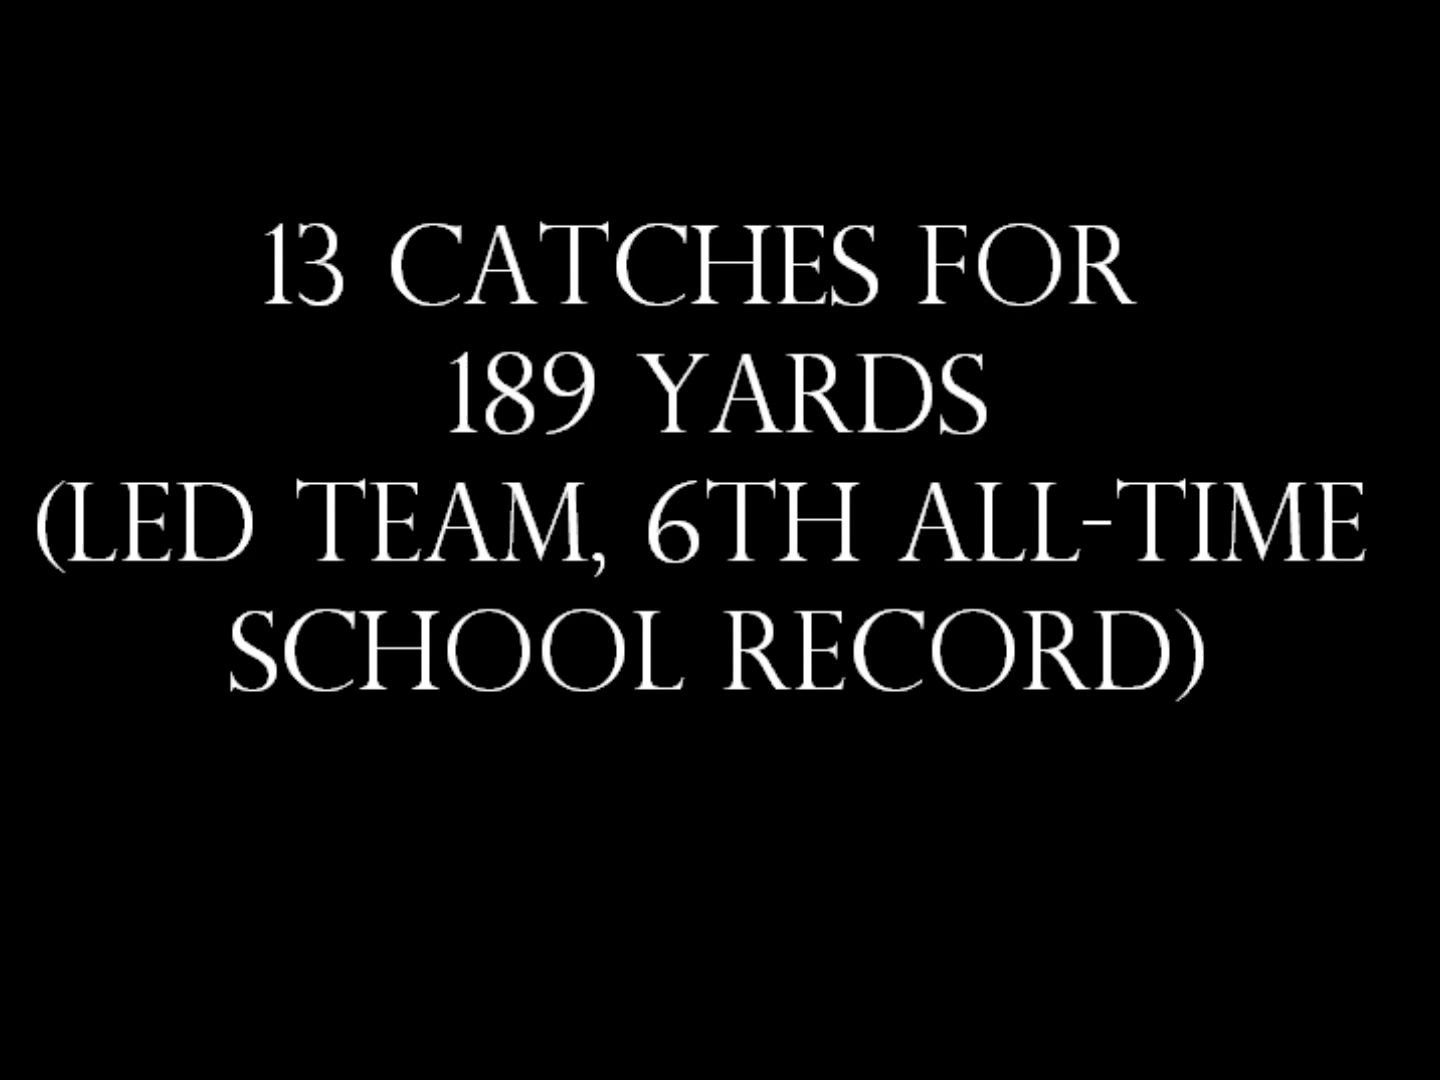 13 CATCHES FOR
189 YARDS
(LED TEAM, 6TH ALL-TIME
SCHOOL RECORD)